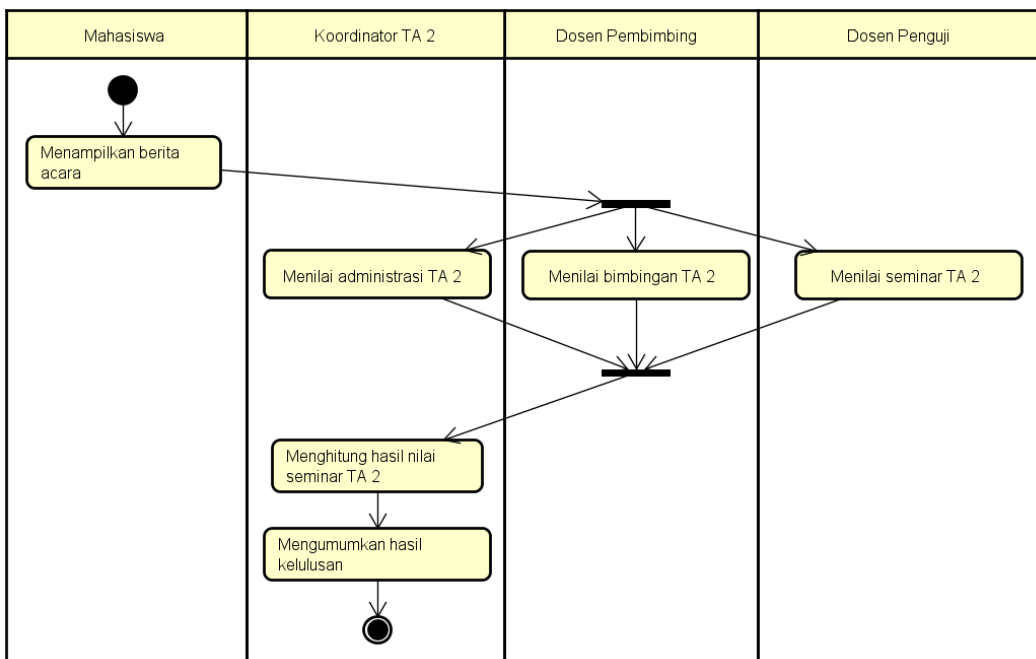 Mahasiswa
Koordinator TA 2
Dosen Pembimbing
Dosen Penguji
Menampilkan berita
acara
Menilai administrasi TA 2
Menilai bimbingan TA 2
Menilai seminar TA 2
Menghitung hasil nilai
seminar TA 2
Mengumumkan hasil
kelulusan